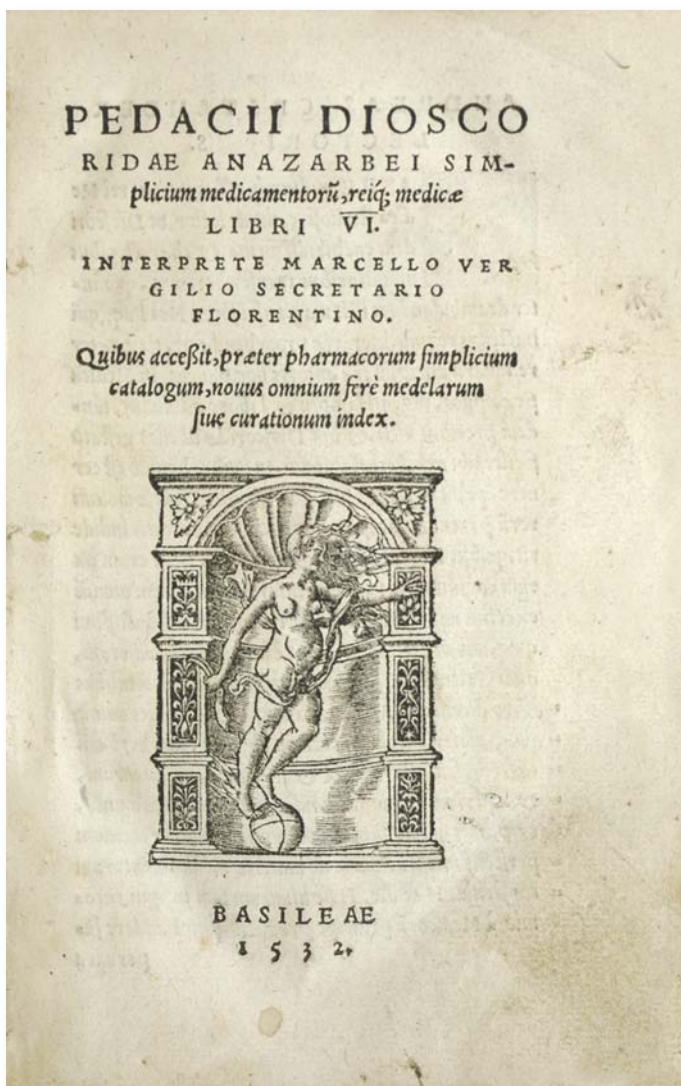 PEDACII DIOSCO
RIDAE ANAZARBEI SIM-
plicium medicamentorũ, reiq́; medicæ
LIBRI VI.
INTERPRETE MARCELLO VER
GILIO SECRETARIO
FLORENTINO.
Quibus acceßit, præter pharmacorum ſimplicium
catalogum, nouus omnium ferè medelarum
ſiue curationum index.
BASILEAE
1532.